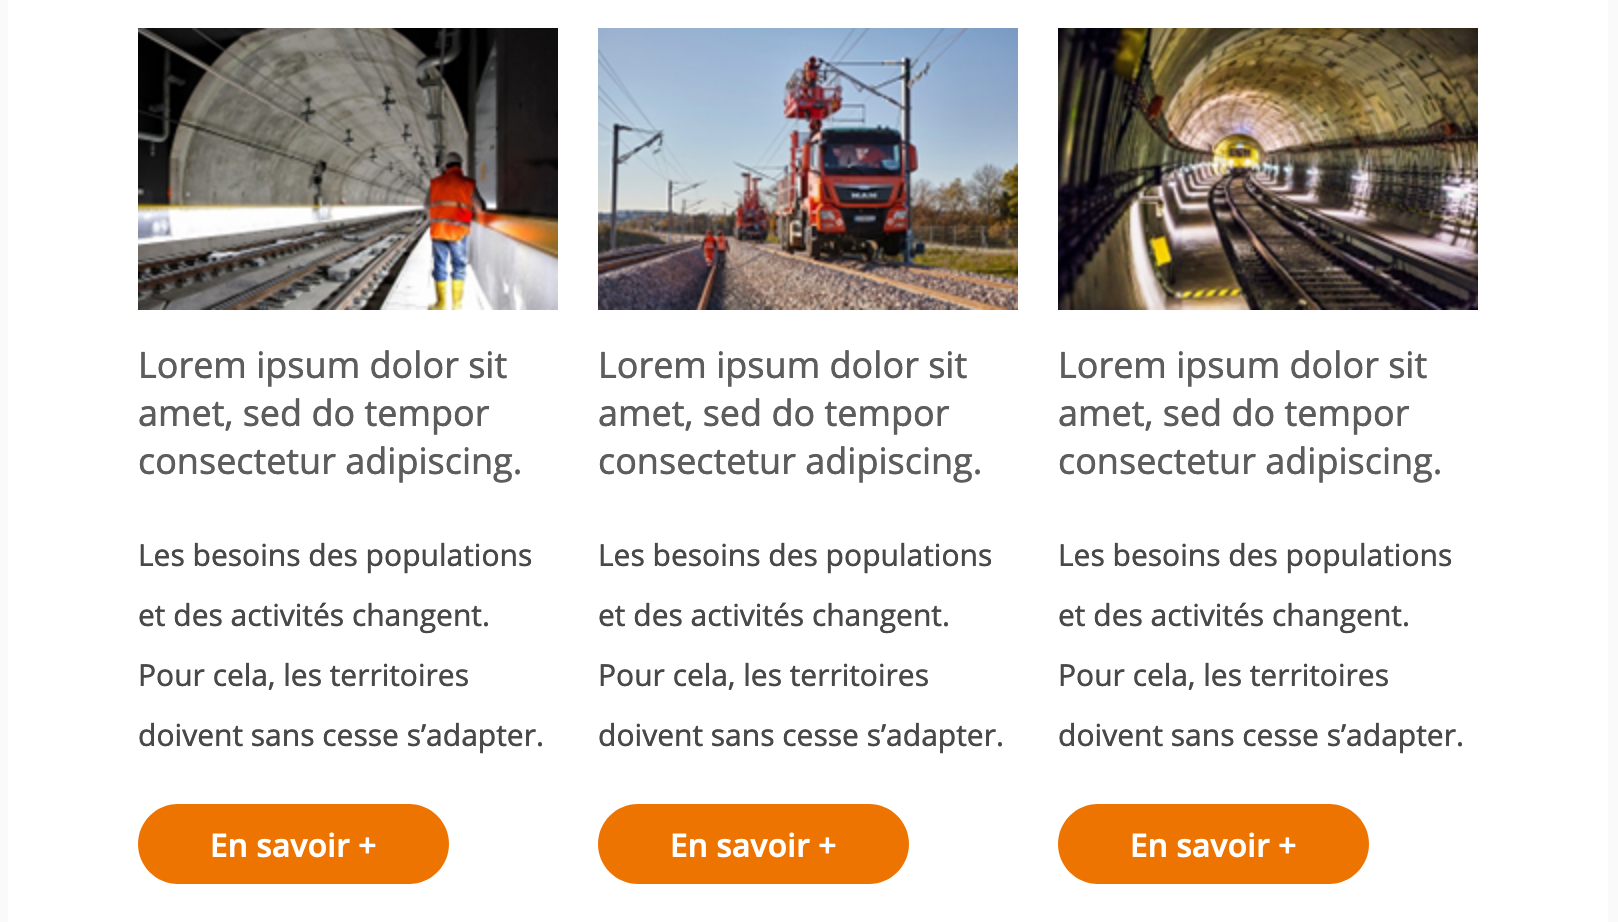 Lorem ipsum dolor sit
amet, sed do tempor
consectetur adipiscing.
Les besoins des populations
et des activités changent.
Pour cela, les territoires
doivent sans cesse s’adapter.
En savoir +
MAN
Lorem ipsum dolor sit
amet, sed do tempor
consectetur adipiscing.
Les besoins des populations
et des activités changent.
Pour cela, les territoires
doivent sans cesse s’adapter.
En savoir +
Lorem ipsum dolor sit
amet, sed do tempor
consectetur adipiscing.
Les besoins des populations
et des activités changent.
Pour cela, les territoires
doivent sans cesse s’adapter.
En savoir +